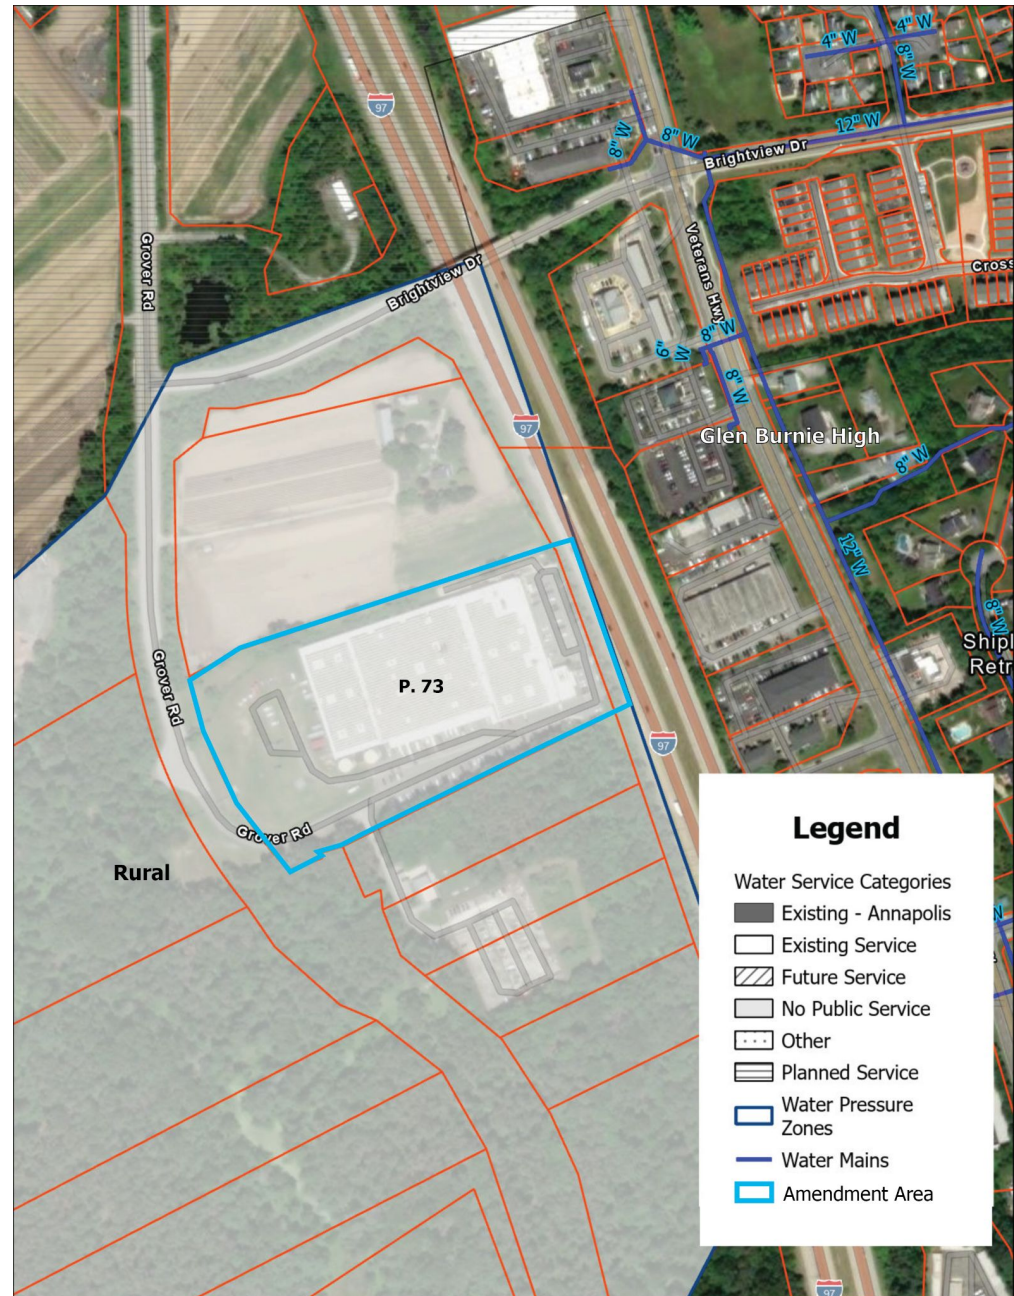 4" W
4" W
8" W
97
12" W
8" W
8" W
Brightview Dr
Grover Rd
Veterans Hwy
Brightview Dr
Cross
8" W
6" W
8" W
97
Glen Burnie High
8" W
12" W
8" W
Shipl
Retr
Grover Rd
P. 73
97
Grover Rd
Rural
Legend
Water Service Categories
Existing - Annapolis
Existing Service
Future Service
No Public Service
Other
Planned Service
Water Pressure
Zones
Water Mains
Amendment Area
97